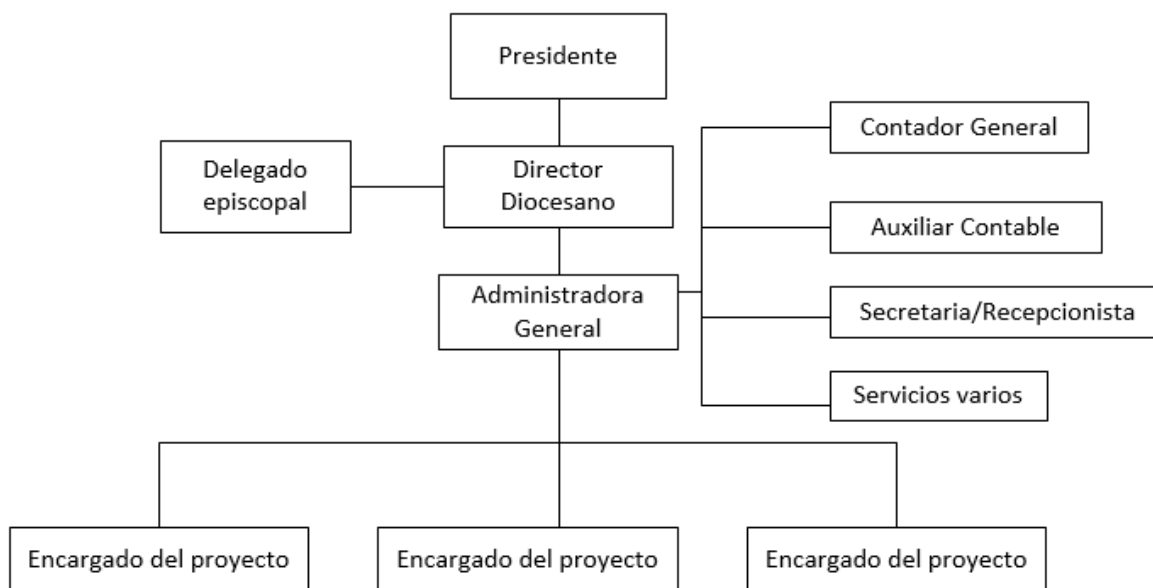 Presidente
Delegado
episcopal
Director
Diocesano
Contador General
Auxiliar Contable
Administradora
General
Secretaria/Recepcionista
Servicios varios
Encargado del proyecto
Encargado del proyecto
Encargado del proyecto